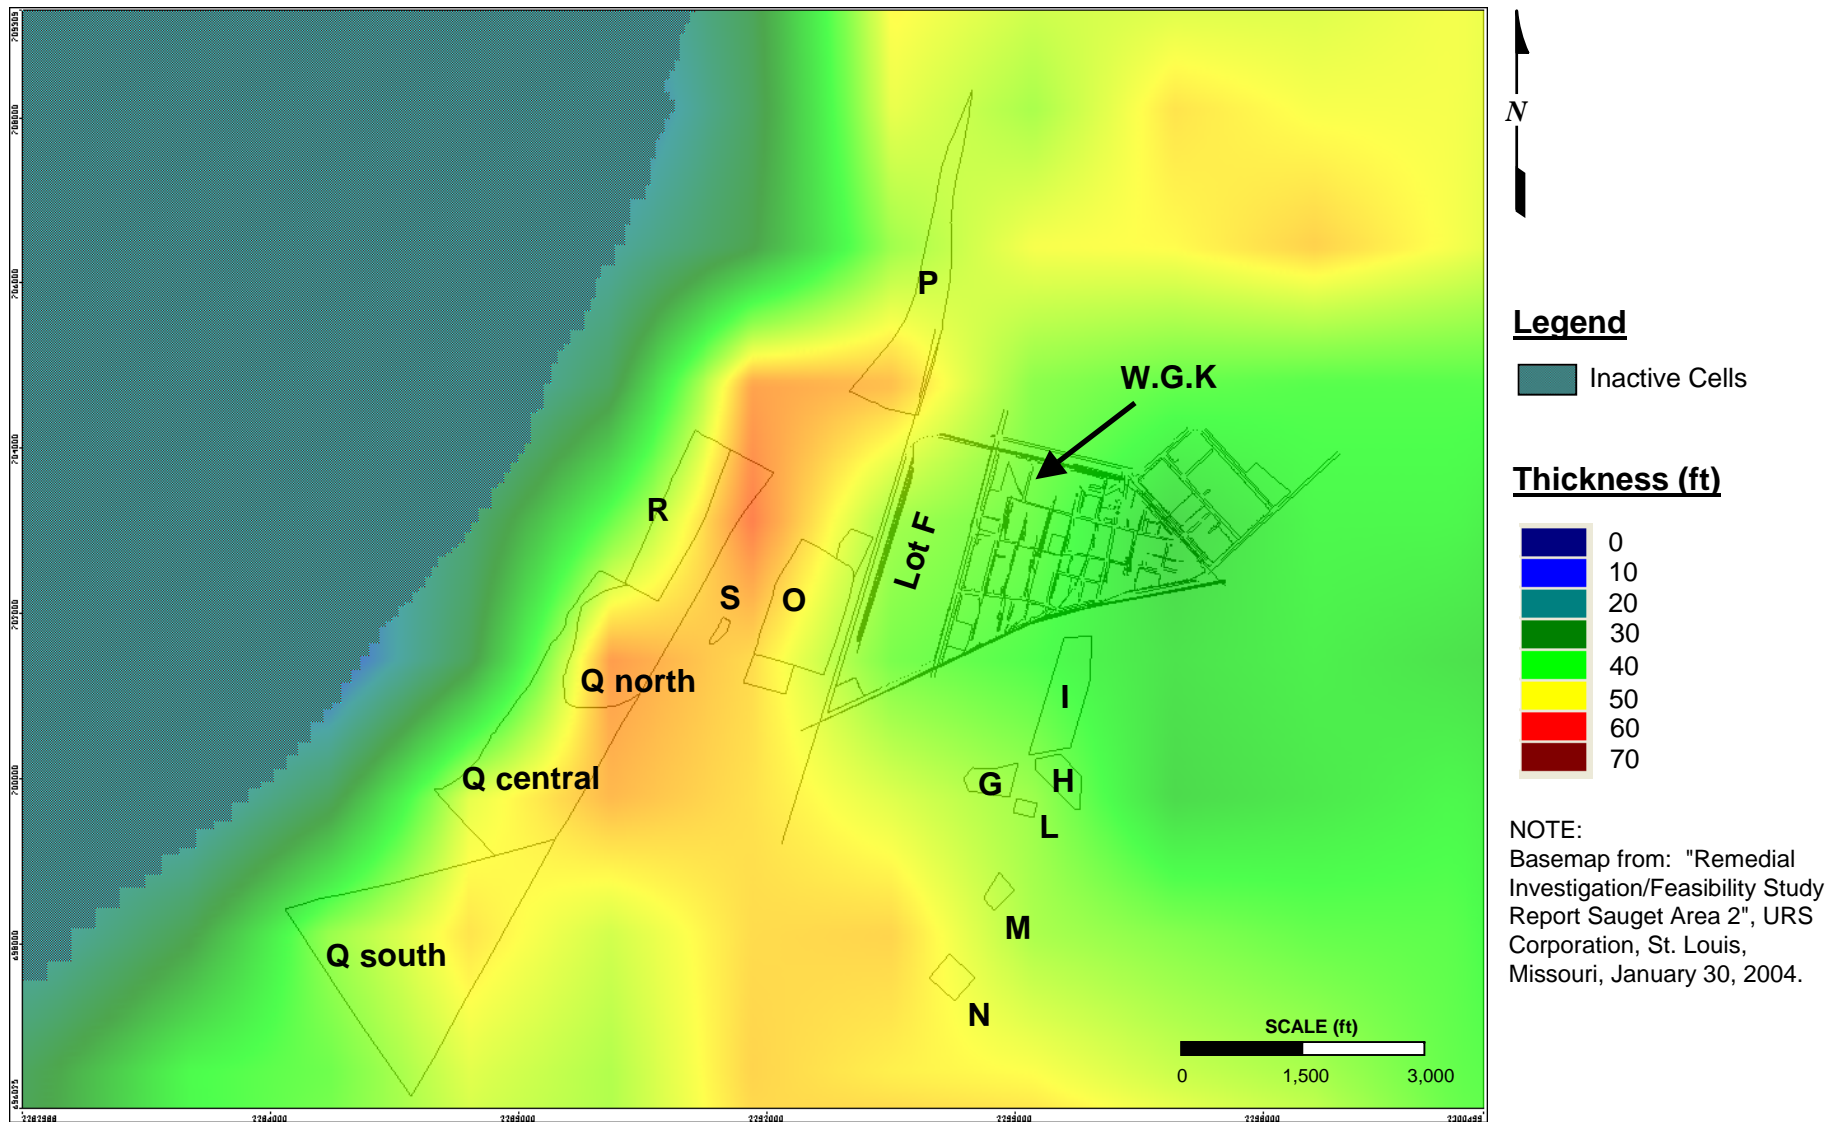 N
P
W.G.K
R
Lot F
S
O
Q north
I
Q central
G
H
L
M
Q south
N
SCALE (ft)
0 1,500 3,000
Legend
Inactive Cells
Thickness (ft)
0
10
20
30
40
50
60
70
NOTE:
Basemap from: "Remedial
Investigation/Feasibility Study
Report Sauget Area 2", URS
Corporation, St. Louis,
Missouri, January 30, 2004.